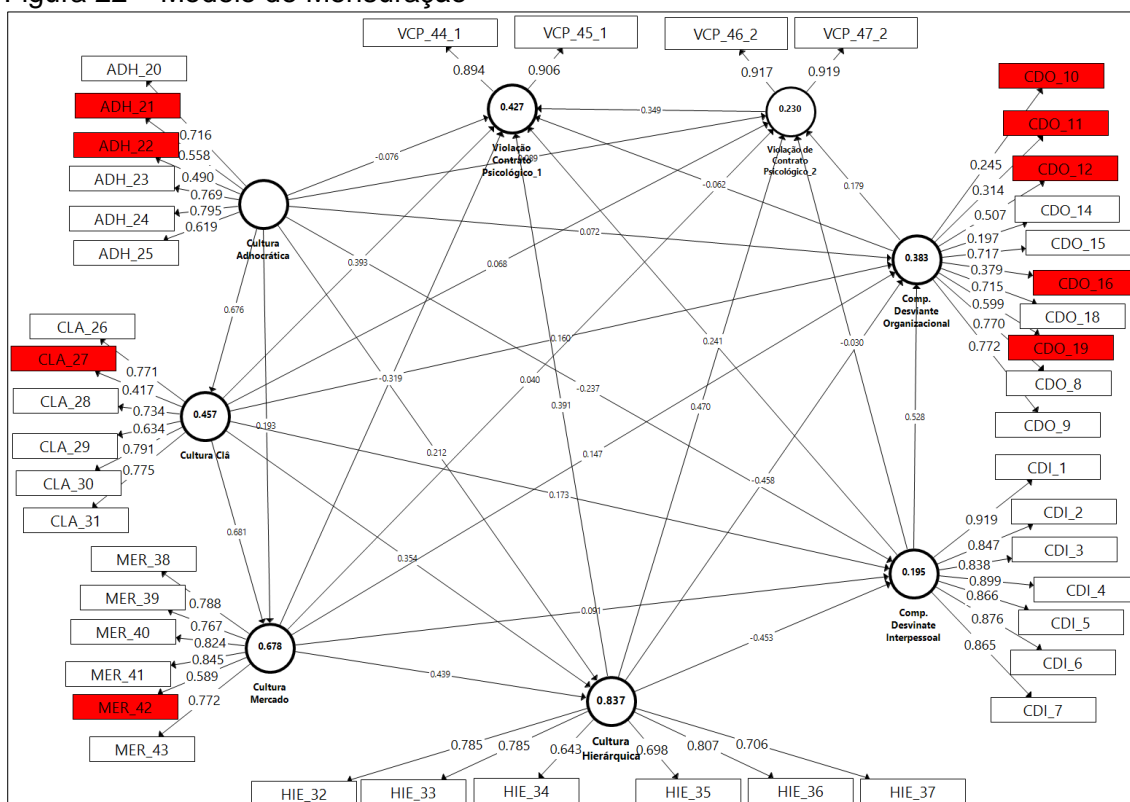 Figura 22 – Modelo de Mensuração
VCP_44_1
VCP_45_1
VCP_46_2
VCP_47_2
0.894
0.906
0.917
0.919
ADH_20
ADH_21
ADH_22
ADH_23
ADH_24
ADH_25
0.716
0.558
0.490
0.769
0.795
0.619
Cultura
Adhocrática
0.427
Violação
Contrato
Psicológico_1
0.349
0.230
Violação de
Contrato
Psicológico_2
-0.076
-0.062
0.179
0.072
0.393
0.068
0.676
CDO_10
CDO_11
CDO_12
CDO_14
CDO_15
CDO_16
CDO_18
CDO_19
CDO_8
CDO_9
0.245
0.314
0.507
0.197
0.717
0.379
0.715
0.599
0.770
0.772
0.383
Comp.
Desviante
Organizacional
CLA_26
CLA_27
CLA_28
CLA_29
CLA_30
CLA_31
0.771
0.417
0.734
0.634
0.791
0.775
0.457
Cultura Clã
0.160
0.241
-0.030
-0.319
0.040
-0.237
0.391
0.470
0.528
0.193
0.212
0.147
-0.458
0.173
0.681
0.354
MER_38
MER_39
MER_40
MER_41
MER_42
MER_43
0.788
0.767
0.824
0.845
0.589
0.772
0.678
Cultura
Mercado
0.091
0.439
-0.453
CDI_1
CDI_2
CDI_3
CDI_4
CDI_5
CDI_6
CDI_7
0.919
0.847
0.838
0.899
0.866
0.876
0.865
0.195
Comp.
Desvinate
Interpessoal
0.837
Cultura
Hierárquica
0.785
0.785
0.643
0.698
0.807
0.706
HIE_32
HIE_33
HIE_34
HIE_35
HIE_36
HIE_37